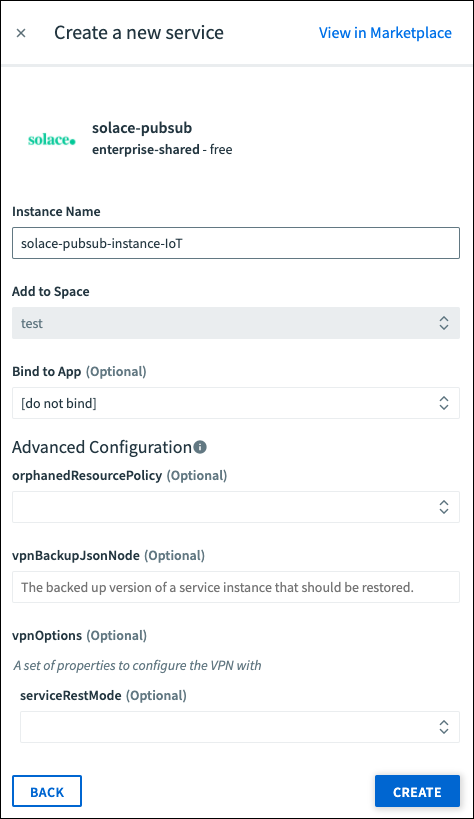 × Create a new service View in Marketplace
solace.
solace-pubsub
enterprise-shared - free
Instance Name
solace-pubsub-instance-IoT
Add to Space
test
Bind to App (Optional)
[do not bind]
Advanced Configuration
orphanedResourcePolicy (Optional)
vpnBackupJsonNode (Optional)
The backed up version of a service instance that should be restored.
vpnOptions (Optional)
A set of properties to configure the VPN with
serviceRestMode (Optional)
BACK CREATE